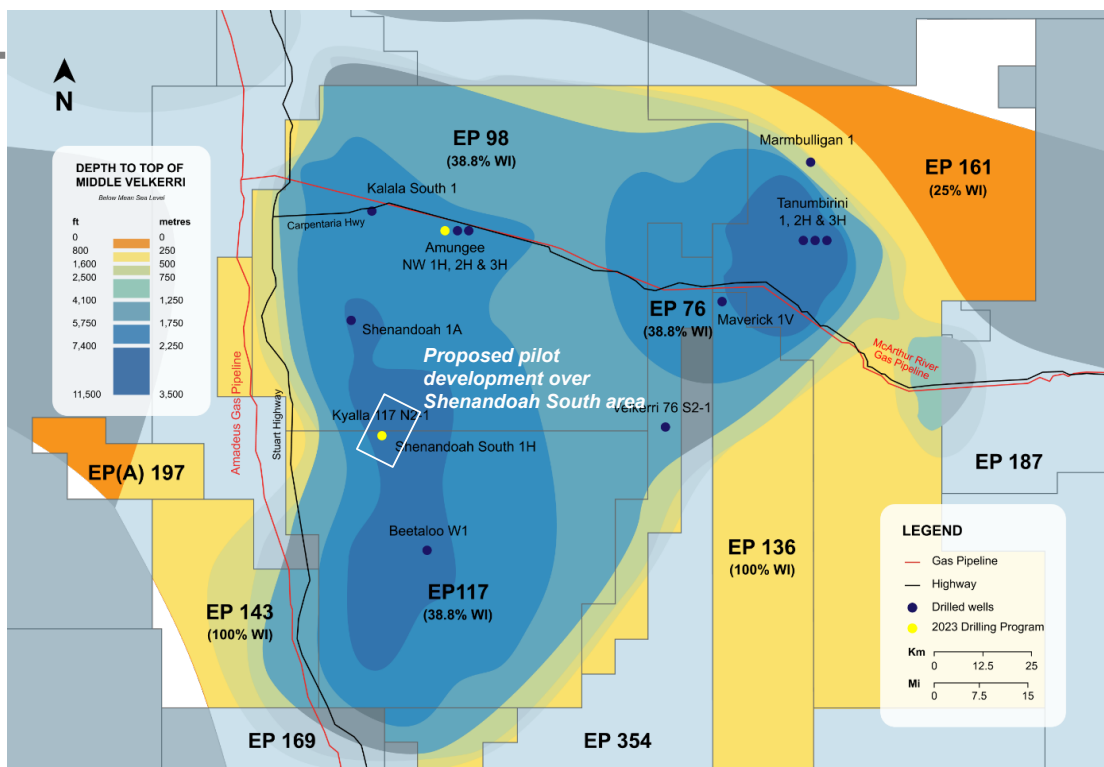 N
DEPTH TO TOP OF
MIDDLE VELKERRI
Below Mean Sea Level
ft metres
0 0
800 250
1,600 500
2,500 750
4,100 1,250
5,750 1,750
7,400 2,250
11,500 3,500
EP 98
(38.8% WI)
Marmbulligan 1
EP 161
(25% WI)
Kalala South 1
Carpentaria Hwy
Tanumbirini
1, 2H & 3H
Amungee
NW 1H, 2H & 3H
EP 76
(38.8% WI)
Maverick 1V
Shenandoah 1A
Proposed pilot
development over
Shenandoah South area
McArthur River
Gas Pipeline
Amadeus Gas Pipeline
Stuart Highway
Kyalla 117 N2-1
Velkerri 76 S2-1
Shenandoah South 1H
EP(A) 197
EP 187
Beetaloo W1
EP117
(38.8% WI)
EP 136
(100% WI)
EP 143
(100% WI)
EP 169
EP 354
LEGEND
Gas Pipeline
Highway
Drilled wells
2023 Drilling Program
Km
0 12.5 25
Mi
0 7.5 15